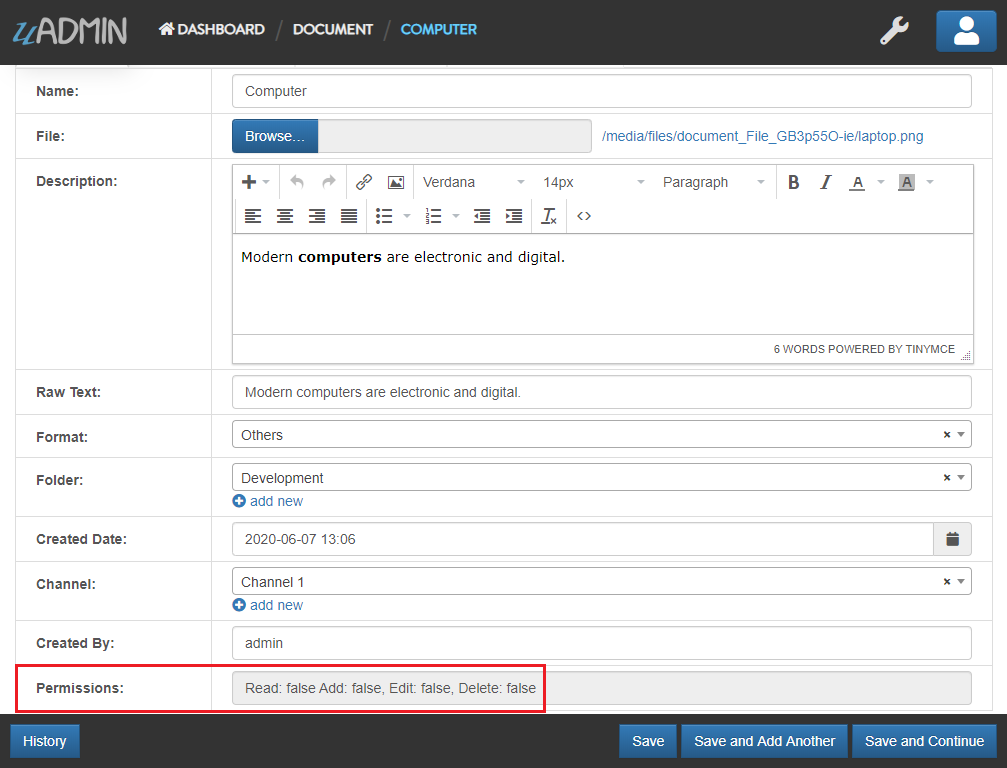 uADMIN DASHBOARD / DOCUMENT / COMPUTER
Name: Computer
File: Browse... /media/files/document_File_GB3p55O-ie/laptop.png
Description: Verdana 14px Paragraph B I A A
Modern computers are electronic and digital.
6 WORDS POWERED BY TINYMCE
Raw Text: Modern computers are electronic and digital.
Format: Others × 
Folder: Development ×
add new
Created Date: 2020-06-07 13:06
Channel: Channel 1 ×
add new
Created By: admin
Permissions: Read: false Add: false, Edit: false, Delete: false
History Save Save and Add Another Save and Continue